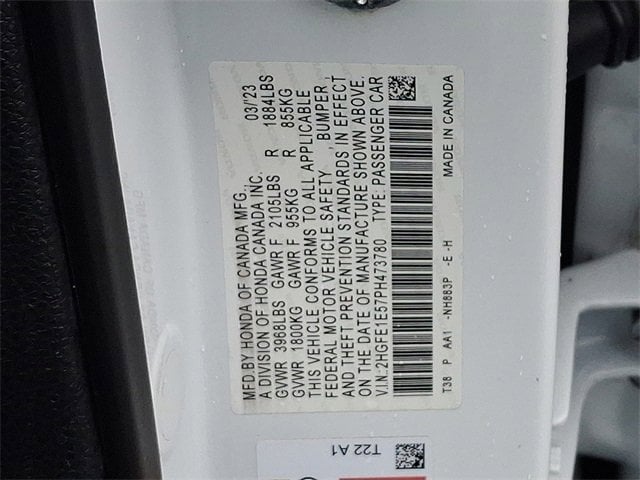 MFD.BY HONDA OF CANADA MFG., 03/'23
A DIVISION OF HONDA CANADA INC.
GVWR 3968LBS GAWR F 2105LBS R 1884LBS
GVWR 1800KG GAWR F 955KG R 855KG
THIS VEHICLE CONFORMS TO ALL APPLICABLE
FEDERAL MOTOR VEHICLE SAFETY , BUMPER ,
AND THEFT PREVENTION STANDARDS IN EFFECT
ON THE DATE OF MANUFACTURE SHOWN ABOVE.
V.I.N:2HGFE1E57PH473780 TYPE: PASSENGER CAR
T38 P AA1 -NH883P -E -H MADE IN CANADA
T22 A1